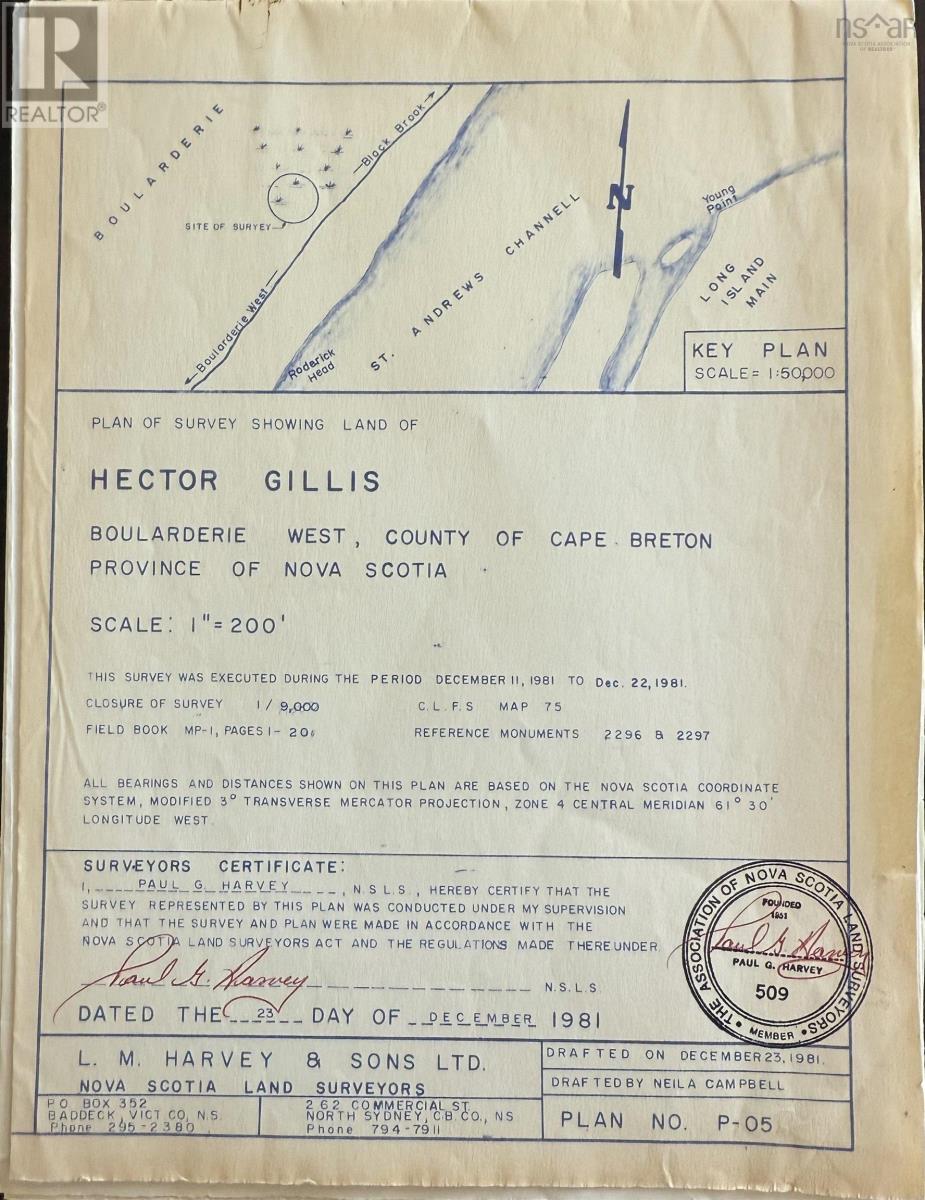 R
REALTOR®
nsar
NOVA SCOTIA ASSOCIATION
OF REALTORS
BOULARDERIE
Black Brook
SITE OF SURVEY
Boularderie West
Roderick
Head
ST. ANDREWS CHANNELL
N
Young
Point
LONG
ISLAND
MAIN
KEY PLAN
SCALE = 1:50,000
PLAN OF SURVEY SHOWING LAND OF
HECTOR GILLIS
BOULARDERIE WEST, COUNTY OF CAPE BRETON
PROVINCE OF NOVA SCOTIA
SCALE: 1" = 200'
THIS SURVEY WAS EXECUTED DURING THE PERIOD DECEMBER 11, 1981 TO Dec. 22, 1981.
CLOSURE OF SURVEY 1/9,000 C.L.F.S MAP 75
FIELD BOOK MP-1, PAGES 1-20 REFERENCE MONUMENTS 2296 & 2297
ALL BEARINGS AND DISTANCES SHOWN ON THIS PLAN ARE BASED ON THE NOVA SCOTIA COORDINATE
SYSTEM, MODIFIED 3° TRANSVERSE MERCATOR PROJECTION, ZONE 4 CENTRAL MERIDIAN 61° 30'
LONGITUDE WEST.
SURVEYORS CERTIFICATE:
I, PAUL G. HARVEY, N.S.L.S., HEREBY CERTIFY THAT THE
SURVEY REPRESENTED BY THIS PLAN WAS CONDUCTED UNDER MY SUPERVISION
AND THAT THE SURVEY AND PLAN WERE MADE IN ACCORDANCE WITH THE
NOVA SCOTIA LAND SURVEYORS ACT AND THE REGULATIONS MADE THEREUNDER.
Paul G. Harvey N.S.L.S.
DATED THE 23 DAY OF DECEMBER 1981
THE ASSOCIATION OF NOVA SCOTIA LAND SURVEYORS
FOUNDED
1951
Paul G. Harvey
PAUL G. HARVEY
509
MEMBER
L. M. HARVEY & SONS LTD.
NOVA SCOTIA LAND SURVEYORS
P.O. BOX 352
BADDECK, VICT CO, N.S.
Phone 295-2380
262 COMMERCIAL ST.
NORTH SYDNEY, C.B. CO., NS
Phone 794-7911
DRAFTED ON DECEMBER 23, 1981.
DRAFTED BY NEILA CAMPBELL
PLAN NO. P-05